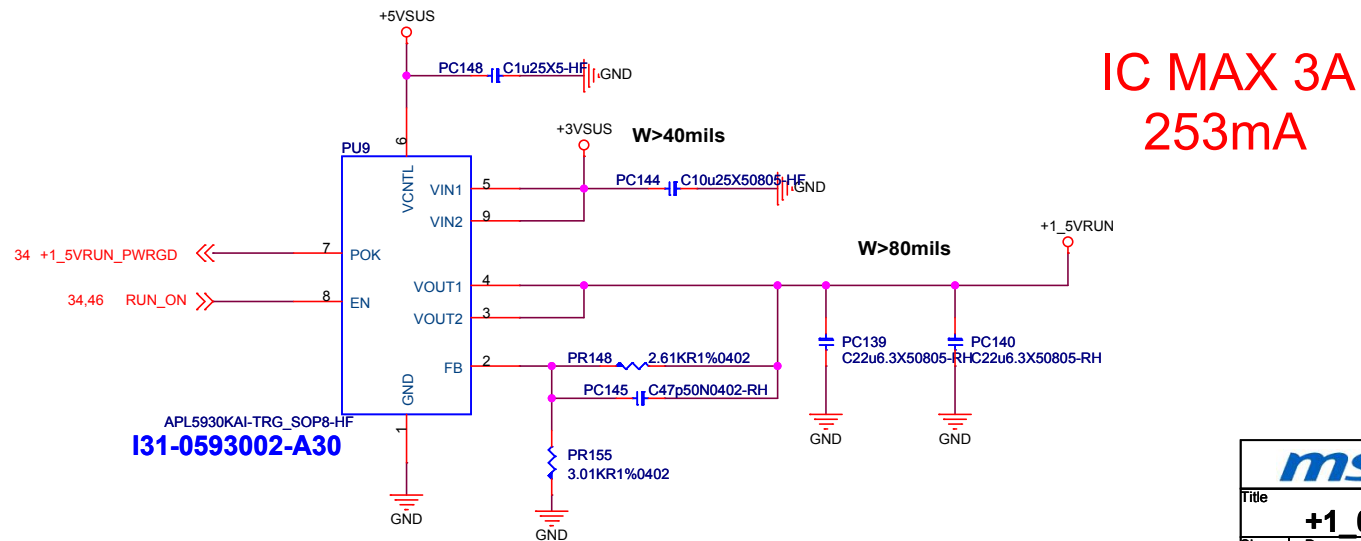 +5VSUS
PC148 C1u25X5-HF GND
IC MAX 3A
253mA
+3VSUS W>40mils
6
PU9
VCNTL
VIN1 5 PC144 C10u25X50805-HF GND
VIN2 9
+1_5VRUN
W>80mils
34 +1_5VRUN_PWRGD 7 POK
34,46 RUN_ON 8 EN
VOUT1 4
VOUT2 3
PC139 PC140
C22u6.3X50805-RH C22u6.3X50805-RH
FB 2 PR148 2.61KR1%0402
PC145 C47p50N0402-RH
GND
1
APL5930KAI-TRG_SOP8-HF
I31-0593002-A30
GND GND
PR155
3.01KR1%0402
GND
GND
Title